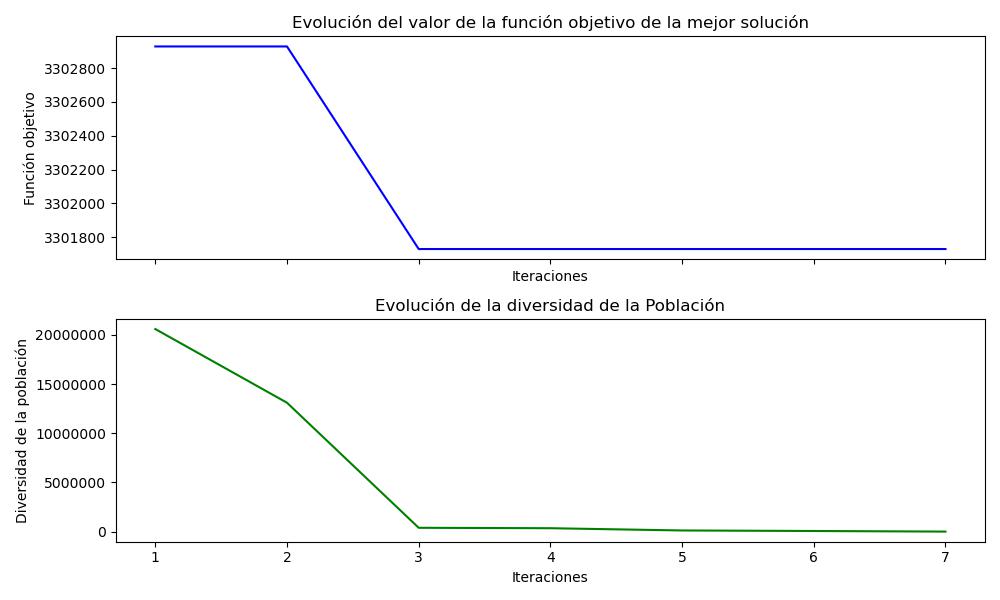 Evolución del valor de la función objetivo de la mejor solución
Función objetivo
3302800
3302600
3302400
3302200
3302000
3301800
Iteraciones
Evolución de la diversidad de la Población
Diversidad de la población
20000000
15000000
10000000
5000000
0
1 2 3 4 5 6 7
Iteraciones